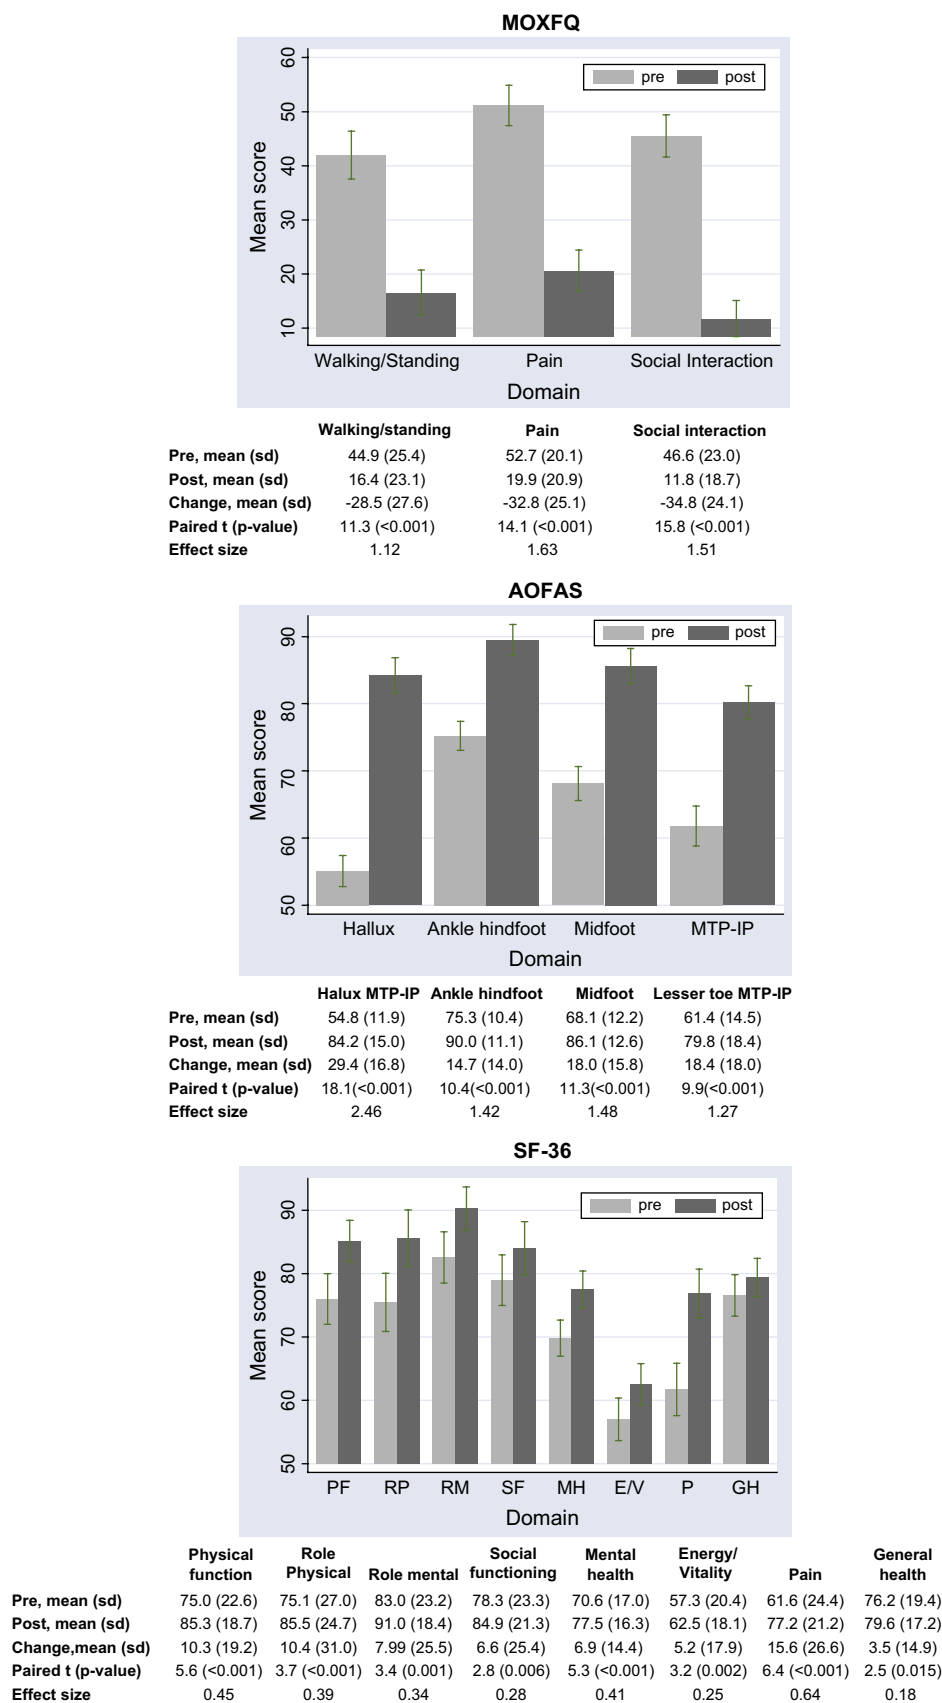 MOXFQ
60
50
40
30
20
10
Mean score
pre post
Walking/Standing Pain Social Interaction
Domain
Walking/standing Pain Social interaction
Pre, mean (sd) 44.9 (25.4) 52.7 (20.1) 46.6 (23.0)
Post, mean (sd) 16.4 (23.1) 19.9 (20.9) 11.8 (18.7)
Change, mean (sd) -28.5 (27.6) -32.8 (25.1) -34.8 (24.1)
Paired t (p-value) 11.3 (<0.001) 14.1 (<0.001) 15.8 (<0.001)
Effect size 1.12 1.63 1.51
AOFAS
90
80
70
60
50
Mean score
pre post
Hallux Ankle hindfoot Midfoot MTP-IP
Domain
Halux MTP-IP Ankle hindfoot Midfoot Lesser toe MTP-IP
Pre, mean (sd) 54.8 (11.9) 75.3 (10.4) 68.1 (12.2) 61.4 (14.5)
Post, mean (sd) 84.2 (15.0) 90.0 (11.1) 86.1 (12.6) 79.8 (18.4)
Change, mean (sd) 29.4 (16.8) 14.7 (14.0) 18.0 (15.8) 18.4 (18.0)
Paired t (p-value) 18.1(<0.001) 10.4(<0.001) 11.3(<0.001) 9.9(<0.001)
Effect size 2.46 1.42 1.48 1.27
SF-36
90
80
70
60
50
Mean score
pre post
PF RP RM SF MH E/V P GH
Domain
Physical Role Social Mental Energy/ General
function Physical Role mental functioning health Vitality Pain health
Pre, mean (sd) 75.0 (22.6) 75.1 (27.0) 83.0 (23.2) 78.3 (23.3) 70.6 (17.0) 57.3 (20.4) 61.6 (24.4) 76.2 (19.4)
Post, mean (sd) 85.3 (18.7) 85.5 (24.7) 91.0 (18.4) 84.9 (21.3) 77.5 (16.3) 62.5 (18.1) 77.2 (21.2) 79.6 (17.2)
Change,mean (sd) 10.3 (19.2) 10.4 (31.0) 7.99 (25.5) 6.6 (25.4) 6.9 (14.4) 5.2 (17.9) 15.6 (26.6) 3.5 (14.9)
Paired t (p-value) 5.6 (<0.001) 3.7 (<0.001) 3.4 (0.001) 2.8 (0.006) 5.3 (<0.001) 3.2 (0.002) 6.4 (<0.001) 2.5 (0.015)
Effect size 0.45 0.39 0.34 0.28 0.41 0.25 0.64 0.18